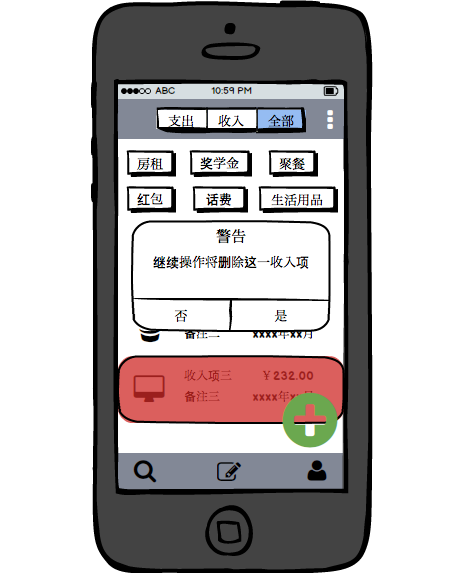 ABC 10:59 PM
支出 收入 全部
房租 奖学金 聚餐
红包 话费 生活用品
警告
继续操作将删除这一收入项
否 是
备注二 xxxx年xx月
收入项三 ￥232.00
备注三 xxxx年xx月